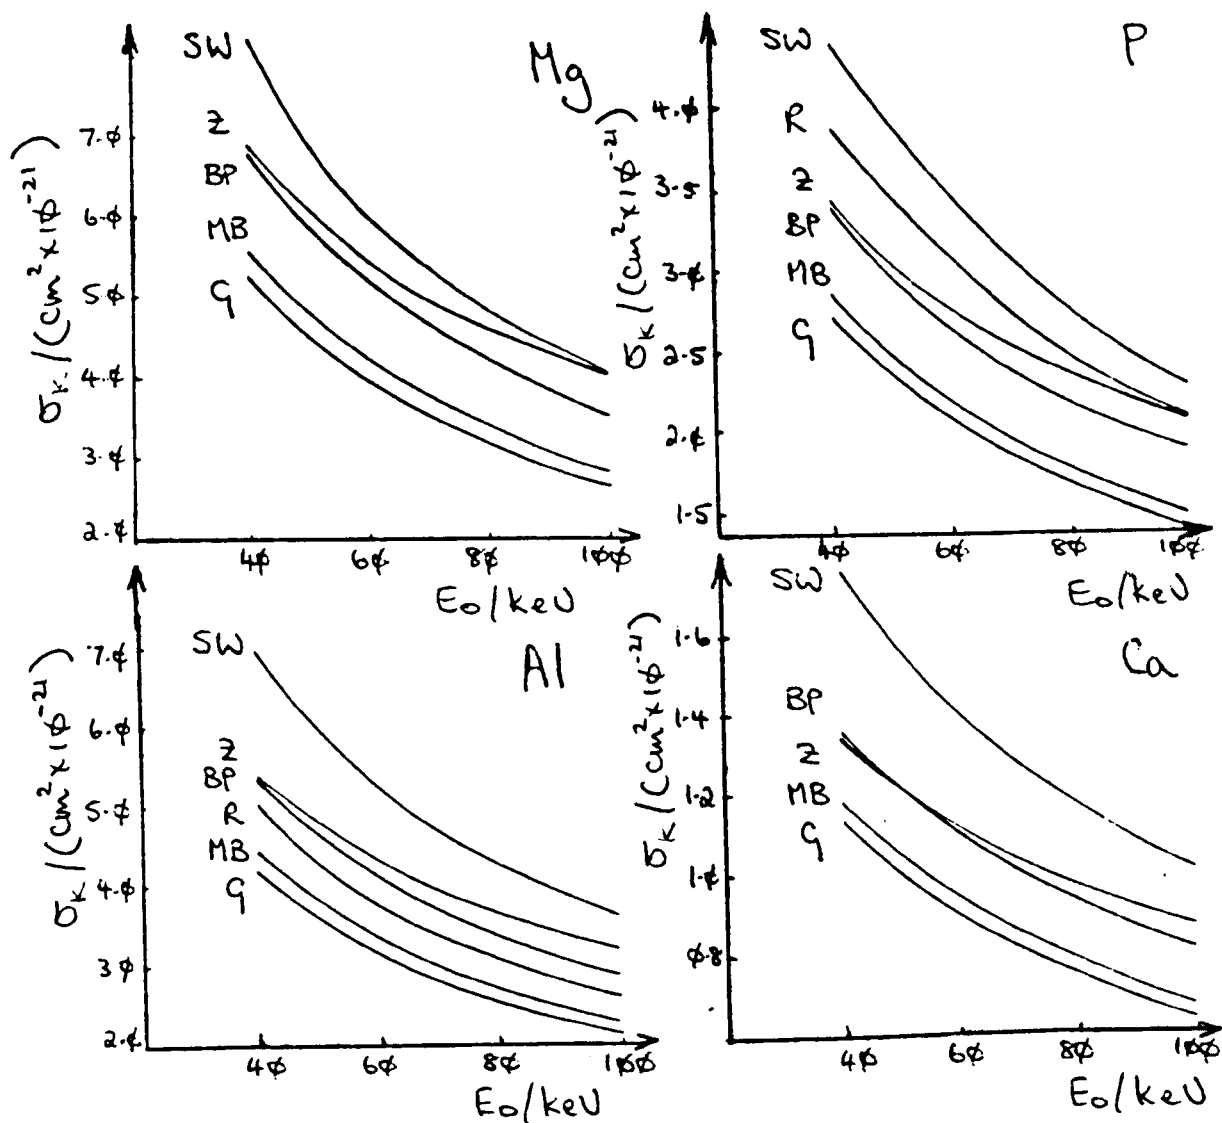 Mg
SW
Z
BP
MB
G
7.0
6.0
5.0
4.0
3.0
2.0
σK/(cm²×10⁻²¹)
40 60 80 100
E₀/keV
P
SW
R
Z
BP
MB
G
4.0
3.5
3.0
2.5
2.0
1.5
σK/(cm²×10⁻²¹)
40 60 80 100
E₀/keV
Al
SW
Z
BP
R
MB
G
7.0
6.0
5.0
4.0
3.0
2.0
σK/(cm²×10⁻²¹)
40 60 80 100
E₀/keV
Ca
SW
BP
Z
MB
G
1.6
1.4
1.2
1.0
0.8
σK/(cm²×10⁻²¹)
40 60 80 100
E₀/keV